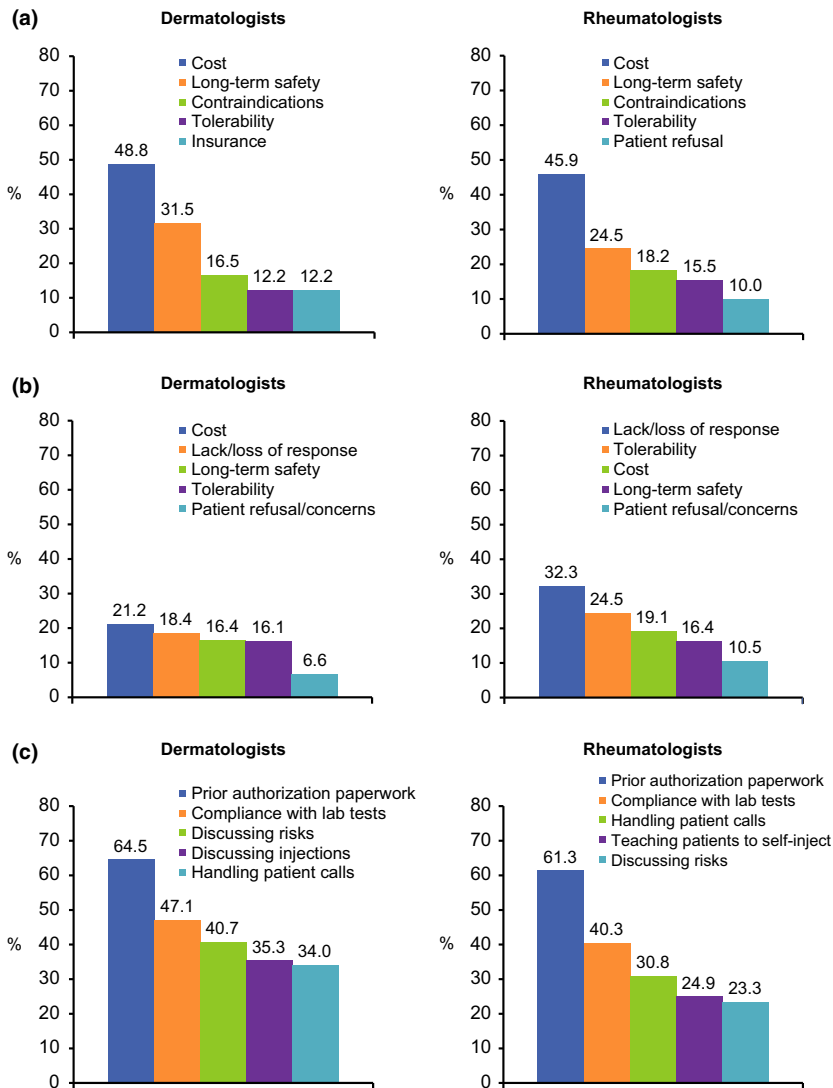 (a)
Dermatologists
80
70
60
50
40
30
20
10
0
%
Cost
Long-term safety
Contraindications
Tolerability
Insurance
48.8
31.5
16.5
12.2
12.2
Rheumatologists
80
70
60
50
40
30
20
10
0
%
Cost
Long-term safety
Contraindications
Tolerability
Patient refusal
45.9
24.5
18.2
15.5
10.0
(b)
Dermatologists
80
70
60
50
40
30
20
10
0
%
Cost
Lack/loss of response
Long-term safety
Tolerability
Patient refusal/concerns
21.2
18.4
16.4
16.1
6.6
Rheumatologists
80
70
60
50
40
30
20
10
0
%
Lack/loss of response
Tolerability
Cost
Long-term safety
Patient refusal/concerns
32.3
24.5
19.1
16.4
10.5
(c)
Dermatologists
80
70
60
50
40
30
20
10
0
%
Prior authorization paperwork
Compliance with lab tests
Discussing risks
Discussing injections
Handling patient calls
64.5
47.1
40.7
35.3
34.0
Rheumatologists
80
70
60
50
40
30
20
10
0
%
Prior authorization paperwork
Compliance with lab tests
Handling patient calls
Teaching patients to self-inject
Discussing risks
61.3
40.3
30.8
24.9
23.3